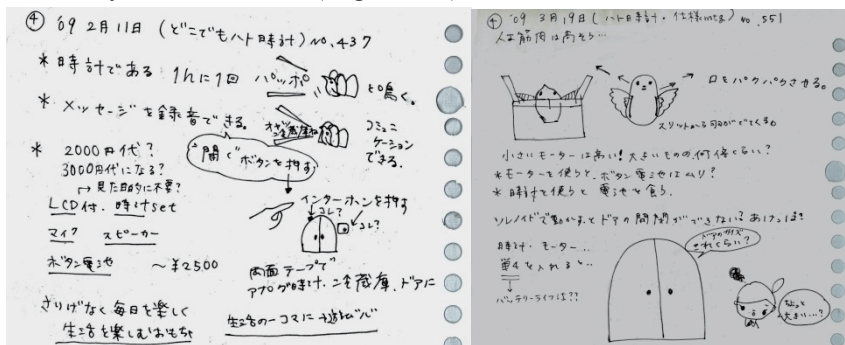 ④ '09 2月11日 (どこでもハト時計) No.437
* 時計である 1hに1回 パッポ と鳴く。
* メッセージを録音できる。
コミュニケーションできる。
「聞く」ボタンを押す
* 2000円代?
3000円代になる?
→ 見た目的に不要?
LCD付. 時計set
マイク スピーカー
ボタン電池 〜¥2500
インターホンを押す
コレ?
コレ?
両面テープで
アナログ時計、冷蔵庫、ドアに
さりげなく毎日を楽しく
生活を楽しむおもちゃ
生活の一コマに
④ '09 3月19日 (ハト時計・仕様mtg) No.551
人工筋肉は高そう…
→ 口をパクパクさせる。
スリットから羽がでてくる。
小さいモーターは高い! 大きいものの何倍くらい?
* モーターを使うと、ボタン電池はムリ?
* 時計を使うと 電池を食う。
ソレノイドで動かすとドアの開閉ができない?
時計・モーター…
単4を入れると…
↓
バッテリーライフは??
ドアのサイズ
これくらい?
ちょっと
大きい…?